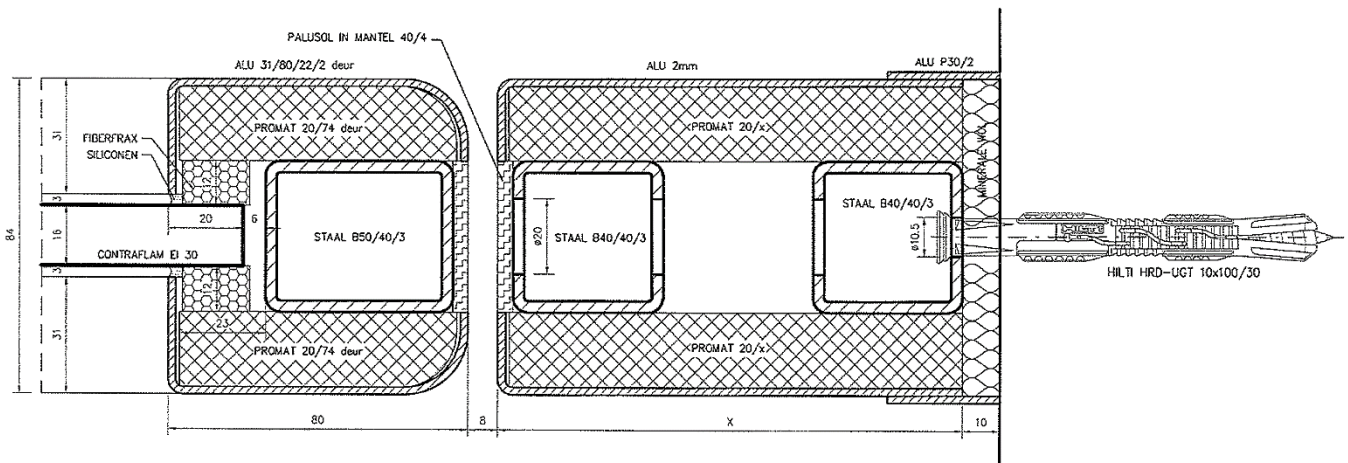 PALUSOL IN MANTEL 40/4
ALU 31/80/22/2 deur
ALU 2mm
ALU P30/2
PROMAT 20/74 deur
PROMAT 20/x
FIBERFRAX
SILICONEN
MINERALE WOL
84
31
3
16
3
31
12
20
6
12
23
CONTRAFLAM EI 30
STAAL B50/40/3
ø20
STAAL B40/40/3
STAAL B40/40/3
ø10.5
HILTI HRD-UGT 10x100/30
PROMAT 20/74 deur
PROMAT 20/x
80
8
X
10